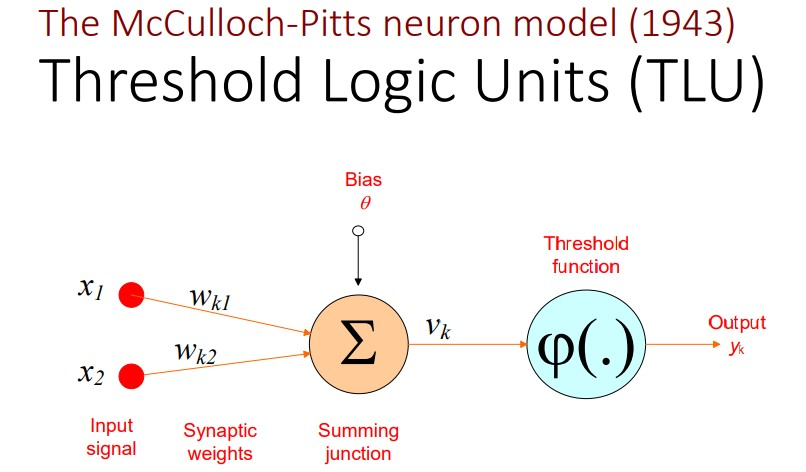 The McCulloch-Pitts neuron model (1943)
Threshold Logic Units (TLU)
Bias
θ
Threshold
function
x1
wk1
Σ
vk
φ(.)
Output
yk
x2
wk2
Input
signal
Synaptic
weights
Summing
junction